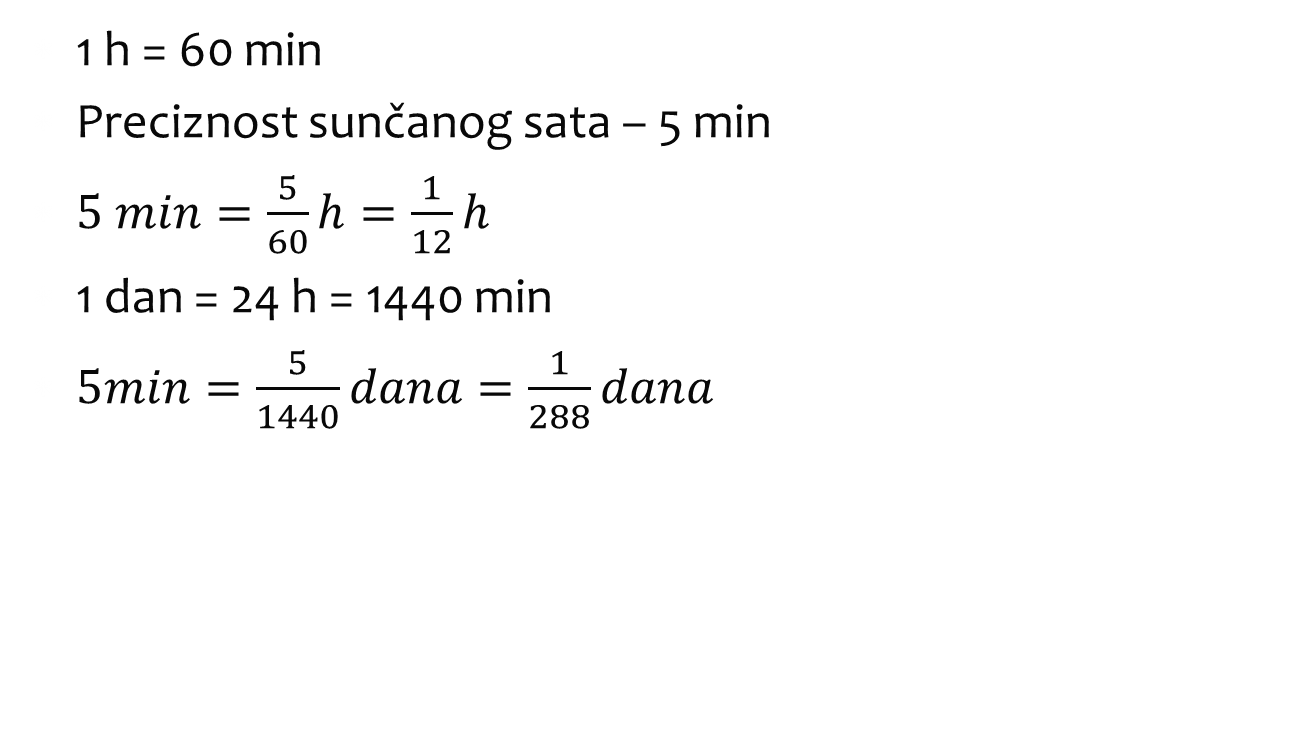 1 h = 60 min
Preciznost sunčanog sata – 5 min
5 min = 5/60 h = 1/12 h
1 dan = 24 h = 1440 min
5min = 5/1440 dana = 1/288 dana